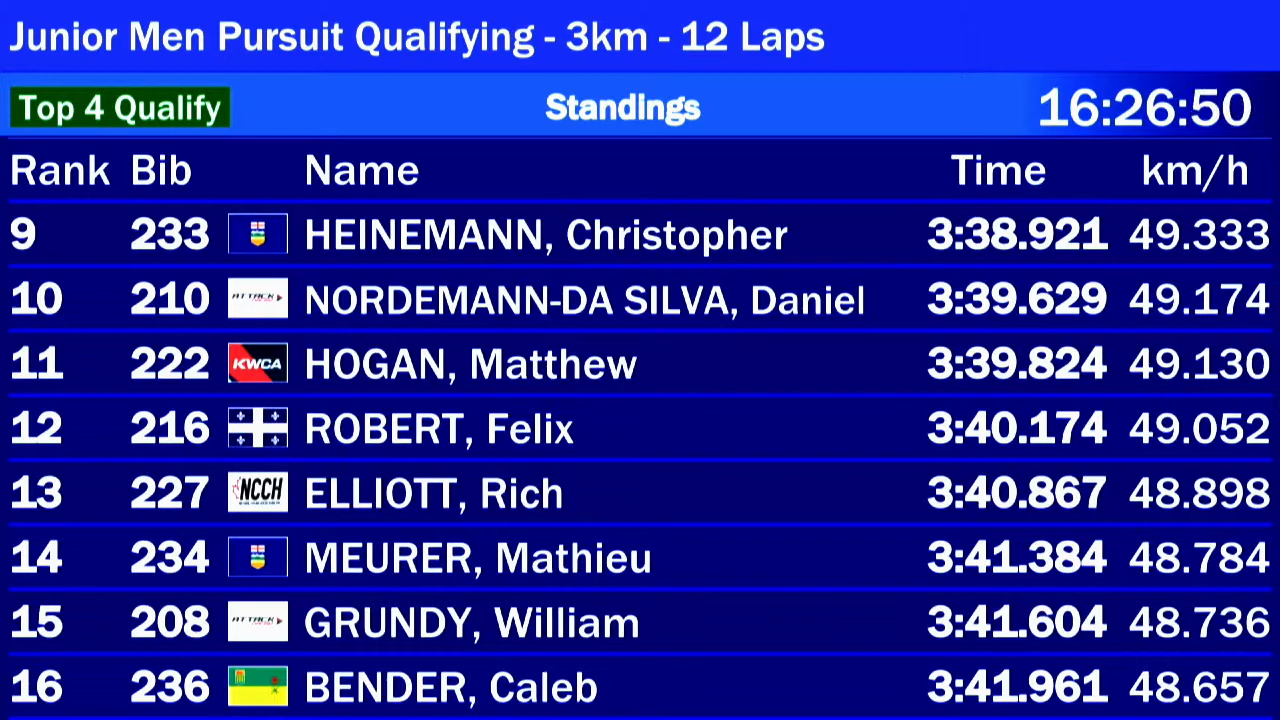 Junior Men Pursuit Qualifying - 3km - 12 Laps
Top 4 Qualify Standings 16:26:50
Rank Bib Name Time km/h
9 233 HEINEMANN, Christopher 3:38.921 49.333
10 210 ATTACK NORDEMANN-DA SILVA, Daniel 3:39.629 49.174
11 222 KWCA HOGAN, Matthew 3:39.824 49.130
12 216 ROBERT, Felix 3:40.174 49.052
13 227 NCCH ELLIOTT, Rich 3:40.867 48.898
14 234 MEURER, Mathieu 3:41.384 48.784
15 208 ATTACK GRUNDY, William 3:41.604 48.736
16 236 BENDER, Caleb 3:41.961 48.657